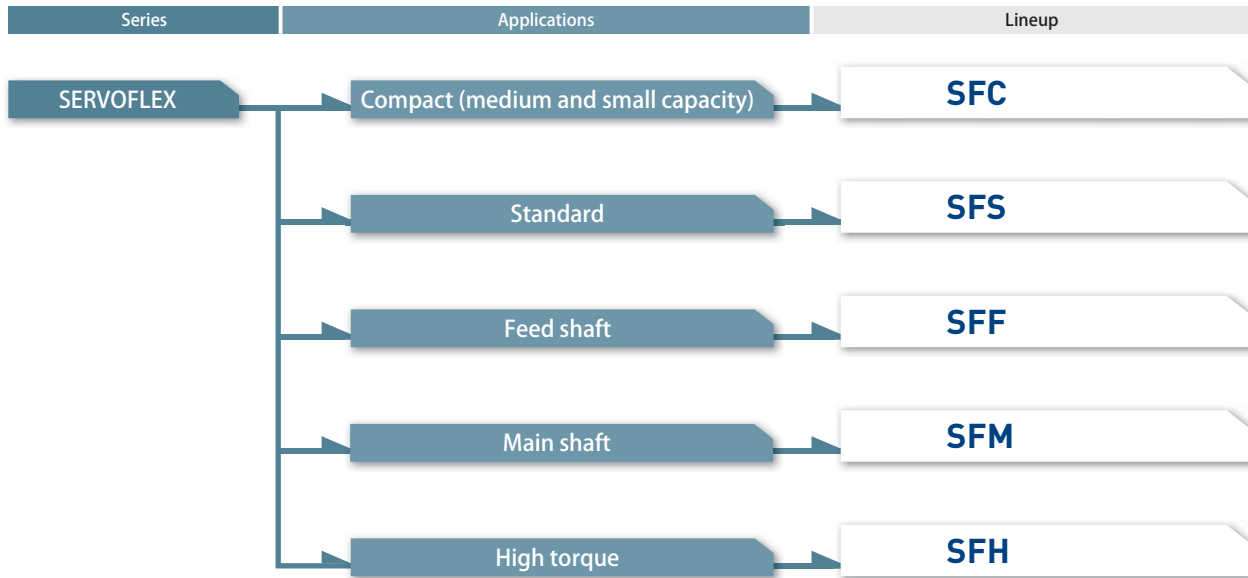 Series
Applications
Lineup
SERVOFLEX
Compact (medium and small capacity)
SFC
Standard
SFS
Feed shaft
SFF
Main shaft
SFM
High torque
SFH